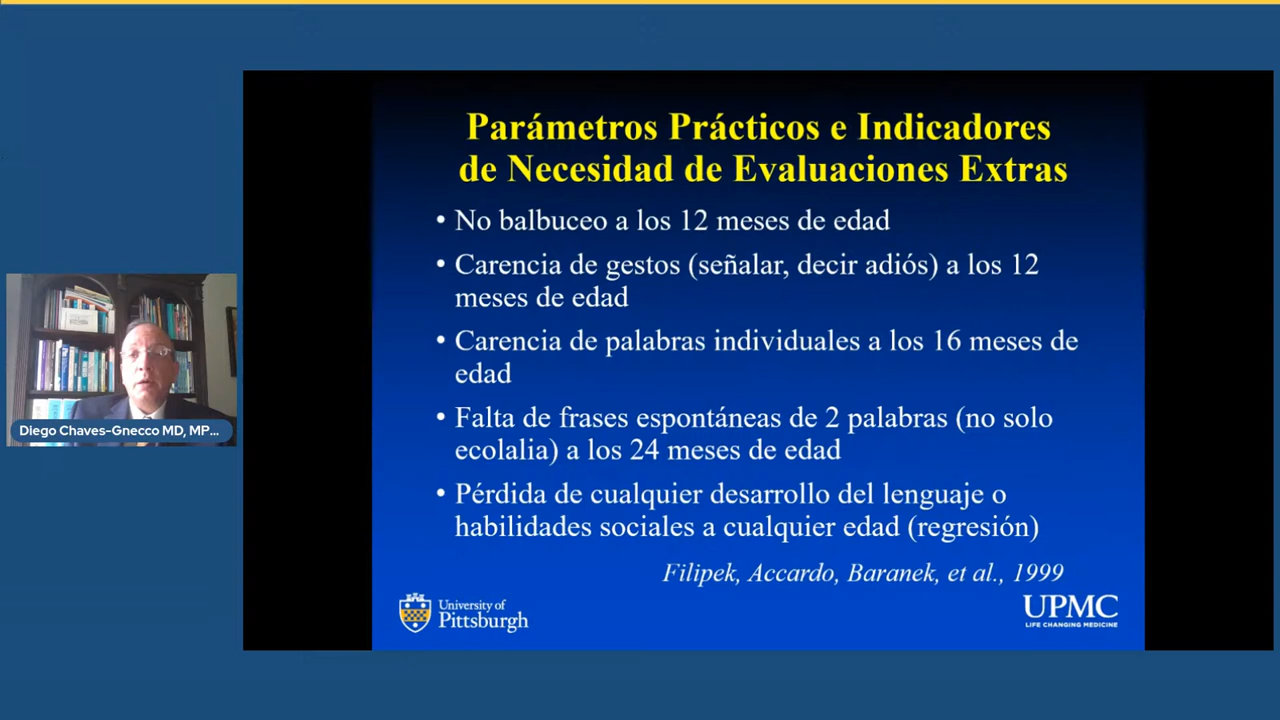 Parámetros Prácticos e Indicadores
de Necesidad de Evaluaciones Extras
• No balbuceo a los 12 meses de edad
• Carencia de gestos (señalar, decir adiós) a los 12
meses de edad
• Carencia de palabras individuales a los 16 meses de
edad
• Falta de frases espontáneas de 2 palabras (no solo
ecolalia) a los 24 meses de edad
• Pérdida de cualquier desarrollo del lenguaje o
habilidades sociales a cualquier edad (regresión)
Filipek, Accardo, Baranek, et al., 1999
University of
Pittsburgh
UPMC
LIFE CHANGING MEDICINE
Diego Chaves-Gnecco MD, MP...